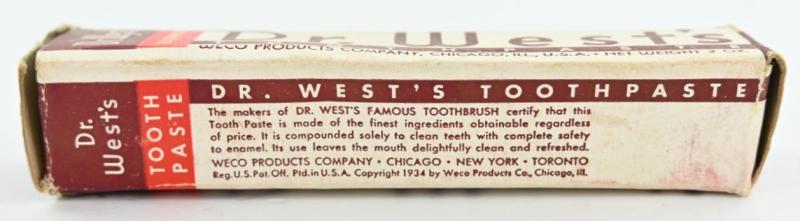 Dr. West's
WECO PRODUCTS COMPANY, CHICAGO, ILL., U.S.A. • NET WEIGHT 2 OZ.
Dr. West's
TOOTH PASTE
DR. WEST'S TOOTHPASTE
The makers of DR. WEST'S FAMOUS TOOTHBRUSH certify that this
Tooth Paste is made of the finest ingredients obtainable regardless
of price. It is compounded solely to clean teeth with complete safety
to enamel. Its use leaves the mouth delightfully clean and refreshed.
WECO PRODUCTS COMPANY • CHICAGO • NEW YORK • TORONTO
Reg. U.S. Pat. Off. Ptd. in U.S.A. Copyright 1934 by Weco Products Co., Chicago, Ill.